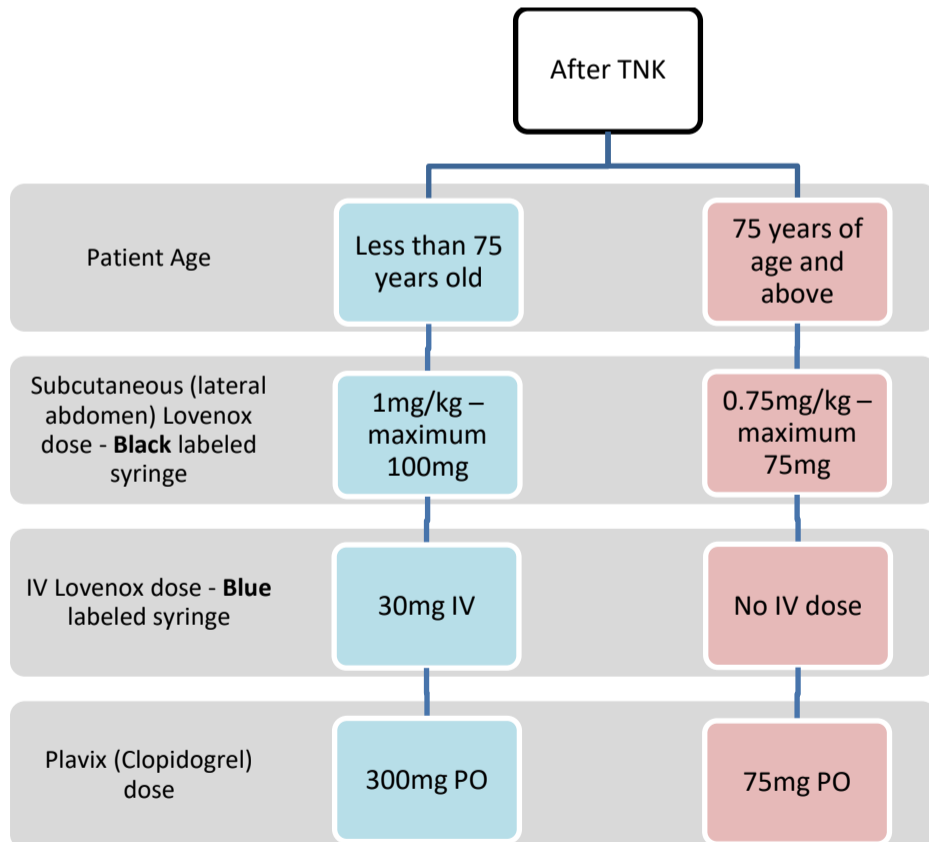 After TNK
Patient Age
Less than 75
years old
75 years of
age and
above
Subcutaneous (lateral
abdomen) Lovenox
dose - Black labeled
syringe
1mg/kg –
maximum
100mg
0.75mg/kg –
maximum
75mg
IV Lovenox dose - Blue
labeled syringe
30mg IV
No IV dose
Plavix (Clopidogrel)
dose
300mg PO
75mg PO